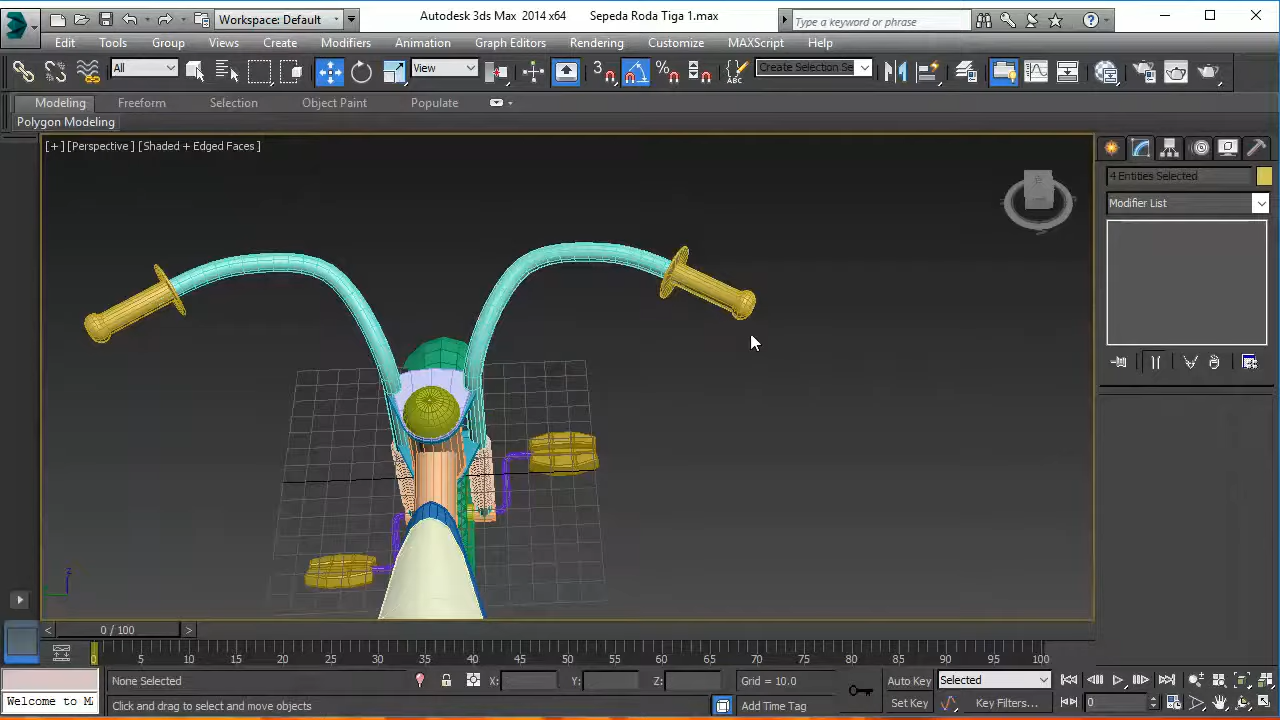 Workspace: Default
Autodesk 3ds Max 2014 x64 Sepeda Roda Tiga 1.max
Type a keyword or phrase
Edit Tools Group Views Create Modifiers Animation Graph Editors Rendering Customize MAXScript Help
All View Create Selection Se
Modeling Freeform Selection Object Paint Populate
Polygon Modeling
[+] [Perspective] [Shaded + Edged Faces]
4 Entities Selected
Modifier List
0 / 100
0 5 10 15 20 25 30 35 40 45 50 55 60 65 70 75 80 85 90 95 100
None Selected X: Y: Z: Grid = 10.0 Auto Key Selected
Welcome to M
Click and drag to select and move objects Add Time Tag Set Key Key Filters... 0